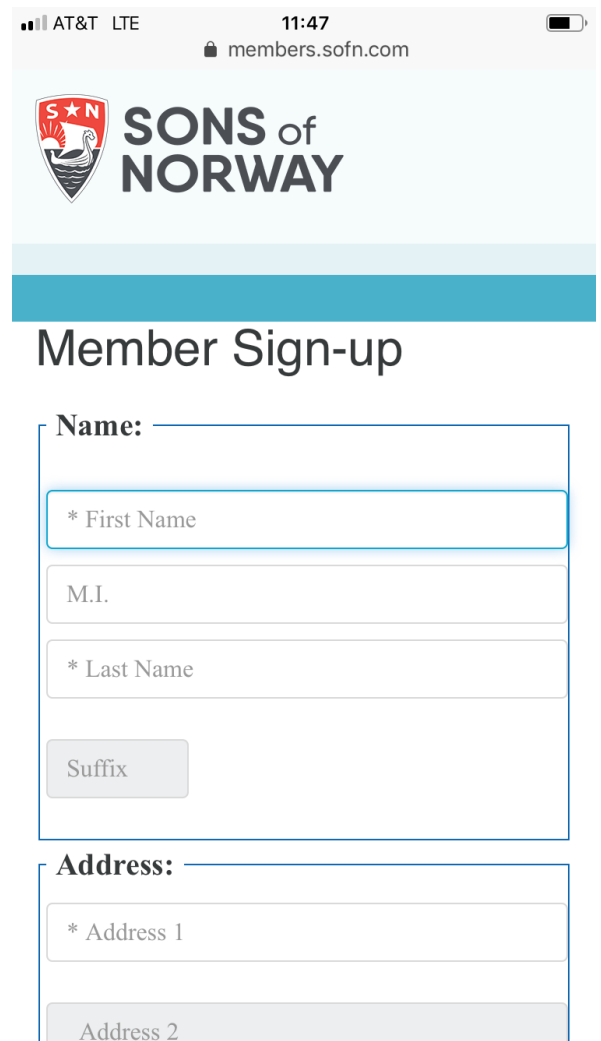 AT&T LTE 11:47
members.sofn.com
S★N
SONS of
NORWAY
Member Sign-up
Name:
* First Name
M.I.
* Last Name
Suffix
Address:
* Address 1
Address 2